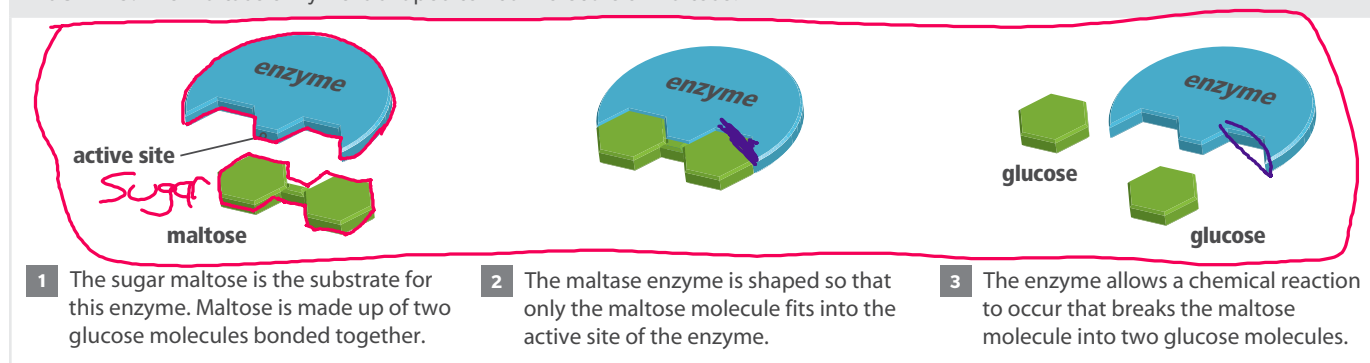 enzyme
enzyme
enzyme
active site
Sugar
maltose
glucose
glucose
1 The sugar maltose is the substrate for
this enzyme. Maltose is made up of two
glucose molecules bonded together.
2 The maltase enzyme is shaped so that
only the maltose molecule fits into the
active site of the enzyme.
3 The enzyme allows a chemical reaction
to occur that breaks the maltose
molecule into two glucose molecules.